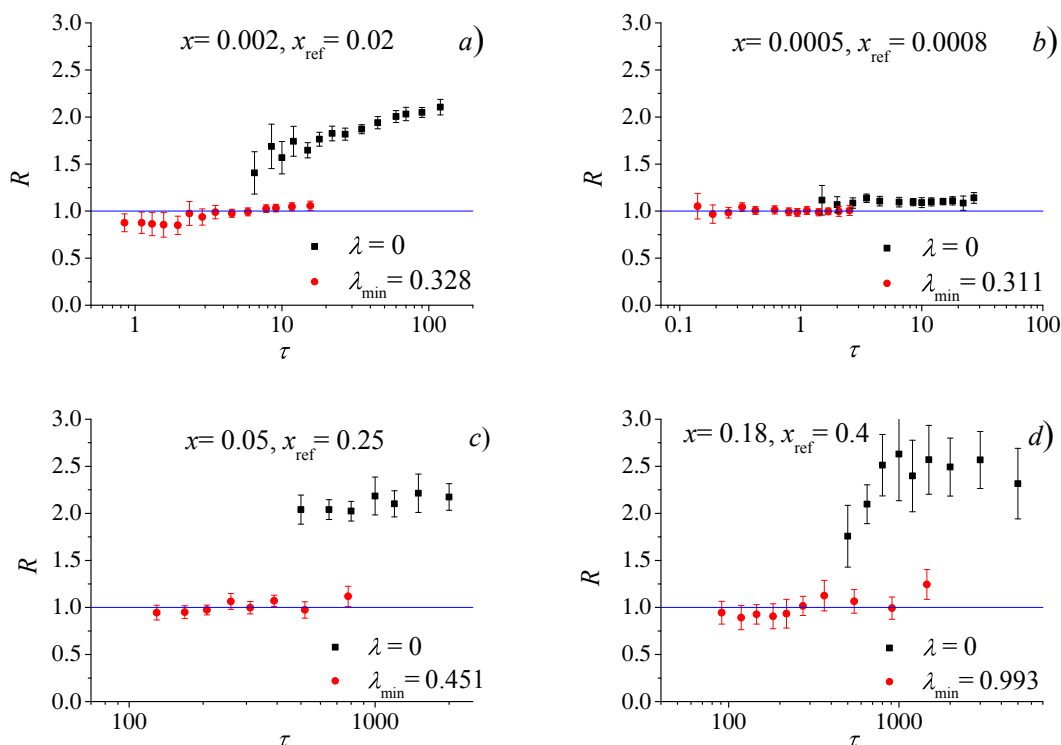 x= 0.002, x_ref = 0.02 a)
3.0
2.5
2.0
1.5
1.0
0.5
0.0
R
λ = 0
λ_min = 0.328
1 10 100
τ
x= 0.0005, x_ref = 0.0008 b)
3.0
2.5
2.0
1.5
1.0
0.5
0.0
R
λ = 0
λ_min = 0.311
0.1 1 10 100
τ
x= 0.05, x_ref = 0.25 c)
3.0
2.5
2.0
1.5
1.0
0.5
0.0
R
λ = 0
λ_min = 0.451
100 1000
τ
x= 0.18, x_ref = 0.4 d)
3.0
2.5
2.0
1.5
1.0
0.5
0.0
R
λ = 0
λ_min = 0.993
100 1000
τ